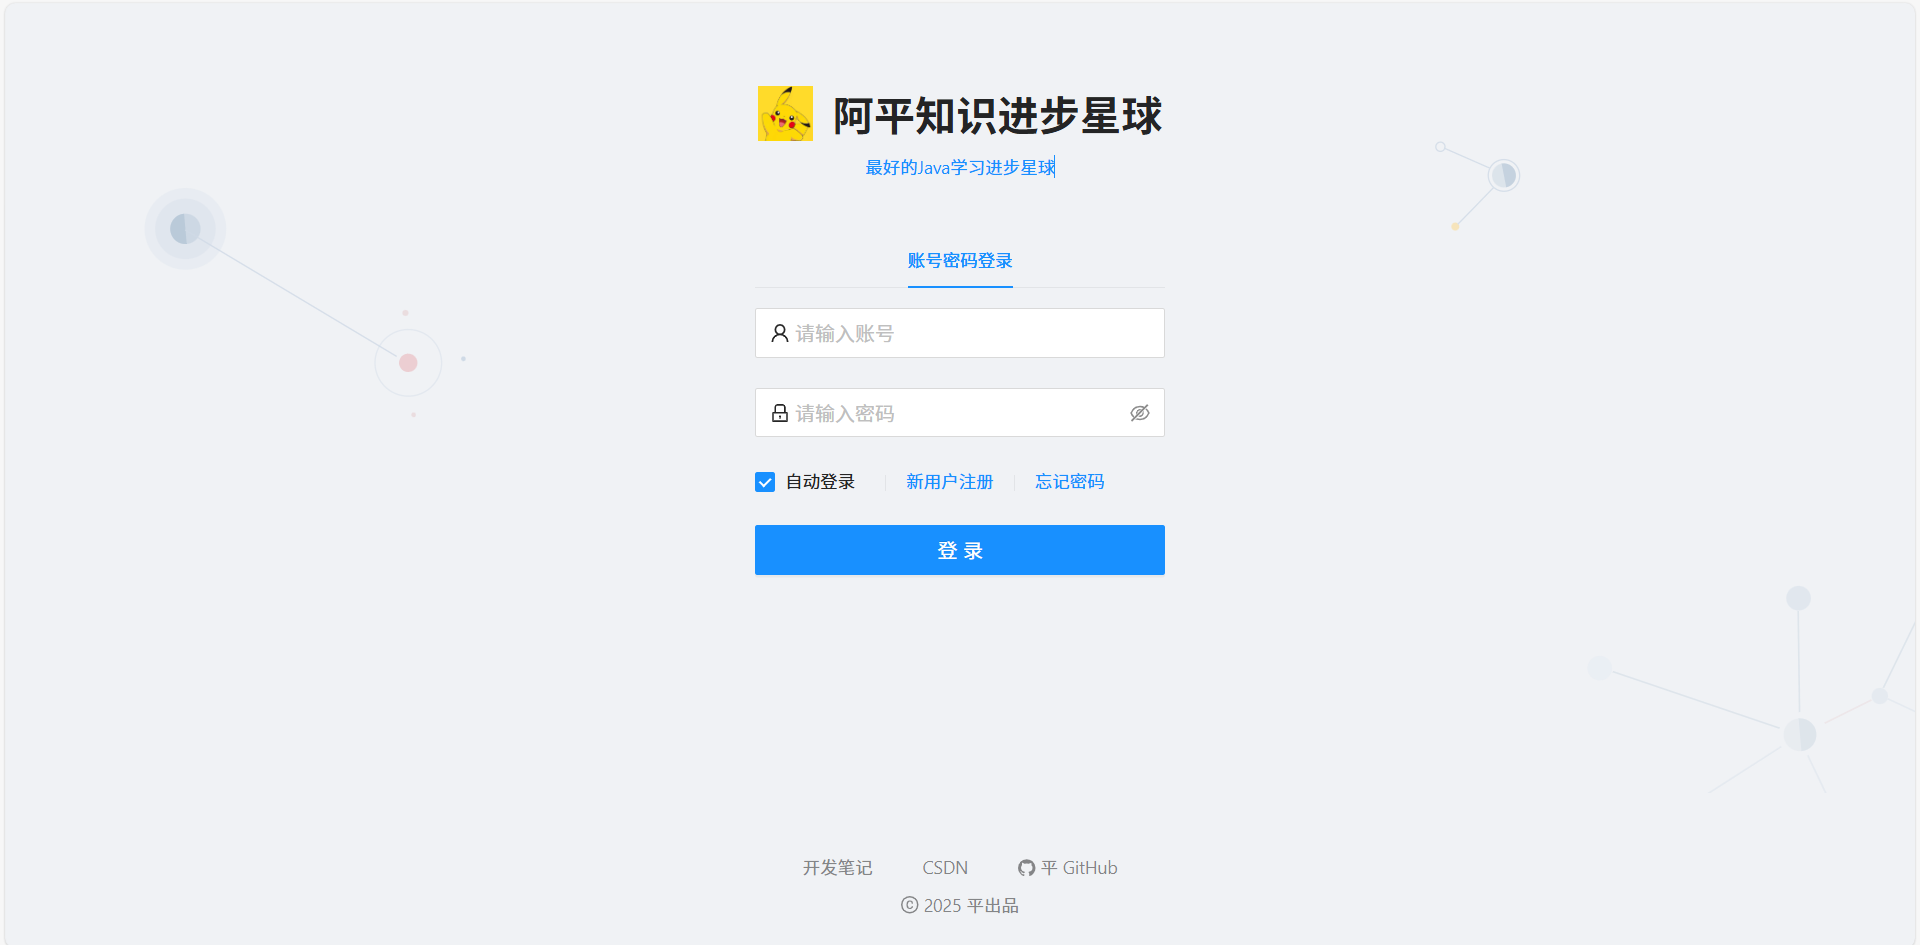 阿平知识进步星球
最好的Java学习进步星球
账号密码登录
请输入账号
请输入密码
自动登录 新用户注册 忘记密码
登 录
开发笔记 CSDN 平 GitHub
© 2025 平出品